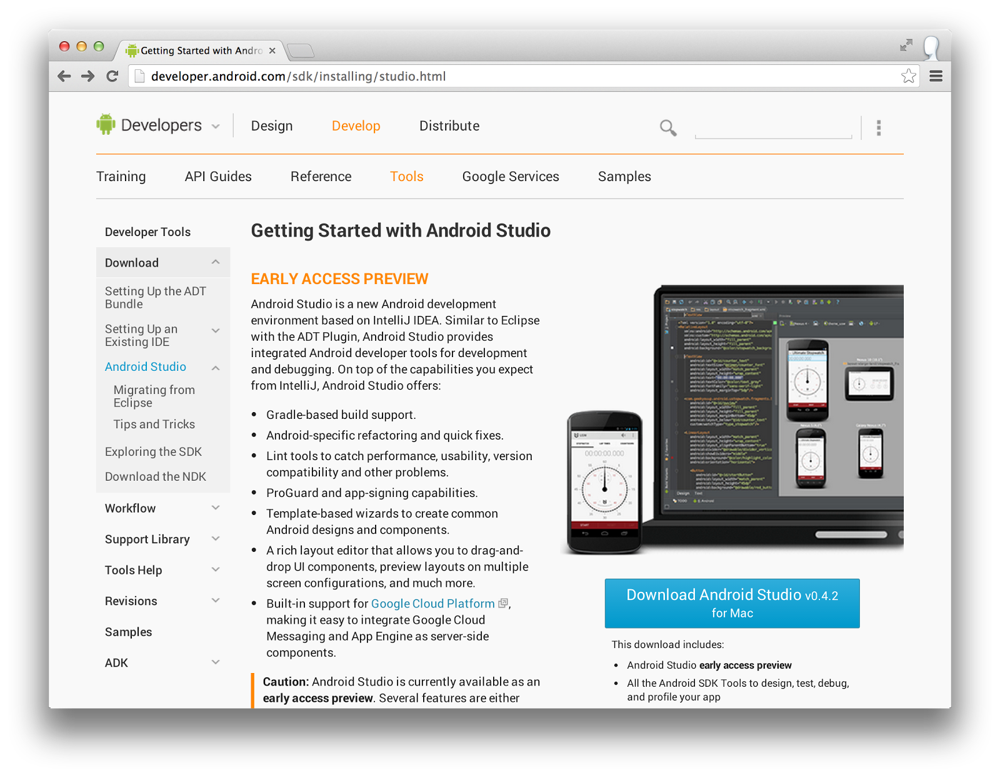 Getting Started with Andro
developer.android.com/sdk/installing/studio.html
Developers
Design
Develop
Distribute
Training
API Guides
Reference
Tools
Google Services
Samples
Developer Tools
Download
Setting Up the ADT
Bundle
Setting Up an
Existing IDE
Android Studio
Migrating from
Eclipse
Tips and Tricks
Exploring the SDK
Download the NDK
Workflow
Support Library
Tools Help
Revisions
Samples
ADK
Getting Started with Android Studio
EARLY ACCESS PREVIEW
Android Studio is a new Android development
environment based on IntelliJ IDEA. Similar to Eclipse
with the ADT Plugin, Android Studio provides
integrated Android developer tools for development
and debugging. On top of the capabilities you expect
from IntelliJ, Android Studio offers:
• Gradle-based build support.
• Android-specific refactoring and quick fixes.
• Lint tools to catch performance, usability, version
compatibility and other problems.
• ProGuard and app-signing capabilities.
• Template-based wizards to create common
Android designs and components.
• A rich layout editor that allows you to drag-and-
drop UI components, preview layouts on multiple
screen configurations, and much more.
• Built-in support for Google Cloud Platform,
making it easy to integrate Google Cloud
Messaging and App Engine as server-side
components.
Caution: Android Studio is currently available as an
early access preview. Several features are either
00:00:00.000
START
Download Android Studio v0.4.2
for Mac
This download includes:
• Android Studio early access preview
• All the Android SDK Tools to design, test, debug,
and profile your app